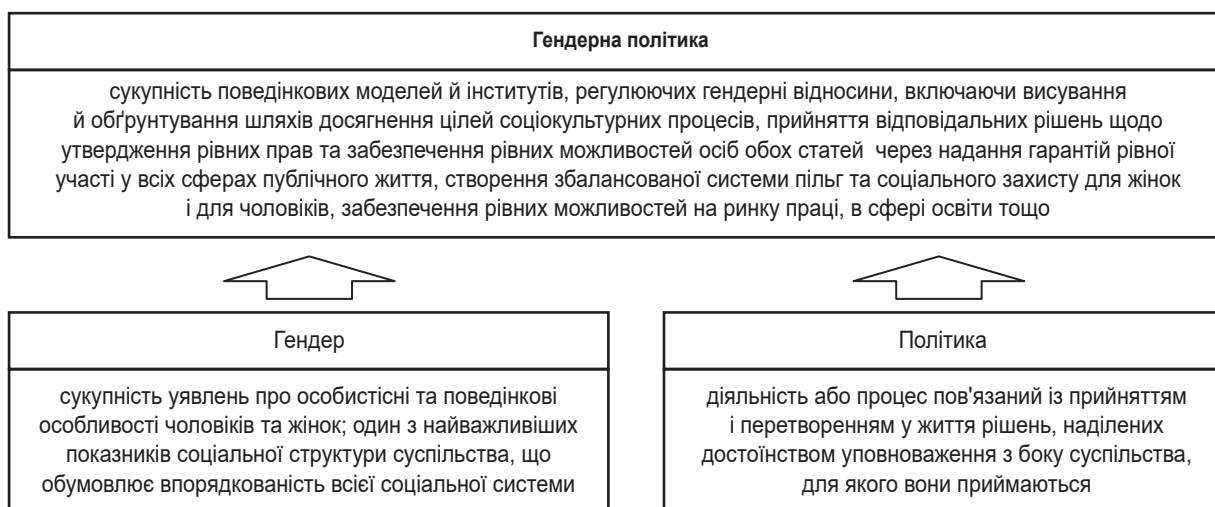 Гендерна політика
сукупність поведінкових моделей й інститутів, регулюючих гендерні відносини, включаючи висування
й обґрунтування шляхів досягнення цілей соціокультурних процесів, прийняття відповідальних рішень щодо
утвердження рівних прав та забезпечення рівних можливостей осіб обох статей через надання гарантій рівної
участі у всіх сферах публічного життя, створення збалансованої системи пільг та соціального захисту для жінок
і для чоловіків, забезпечення рівних можливостей на ринку праці, в сфері освіти тощо
Гендер
сукупність уявлень про особистісні та поведінкові
особливості чоловіків та жінок; один з найважливіших
показників соціальної структури суспільства, що
обумовлює впорядкованість всієї соціальної системи
Політика
діяльність або процес пов'язаний із прийняттям
і перетворенням у життя рішень, наділених
достоїнством уповноваження з боку суспільства,
для якого вони приймаються